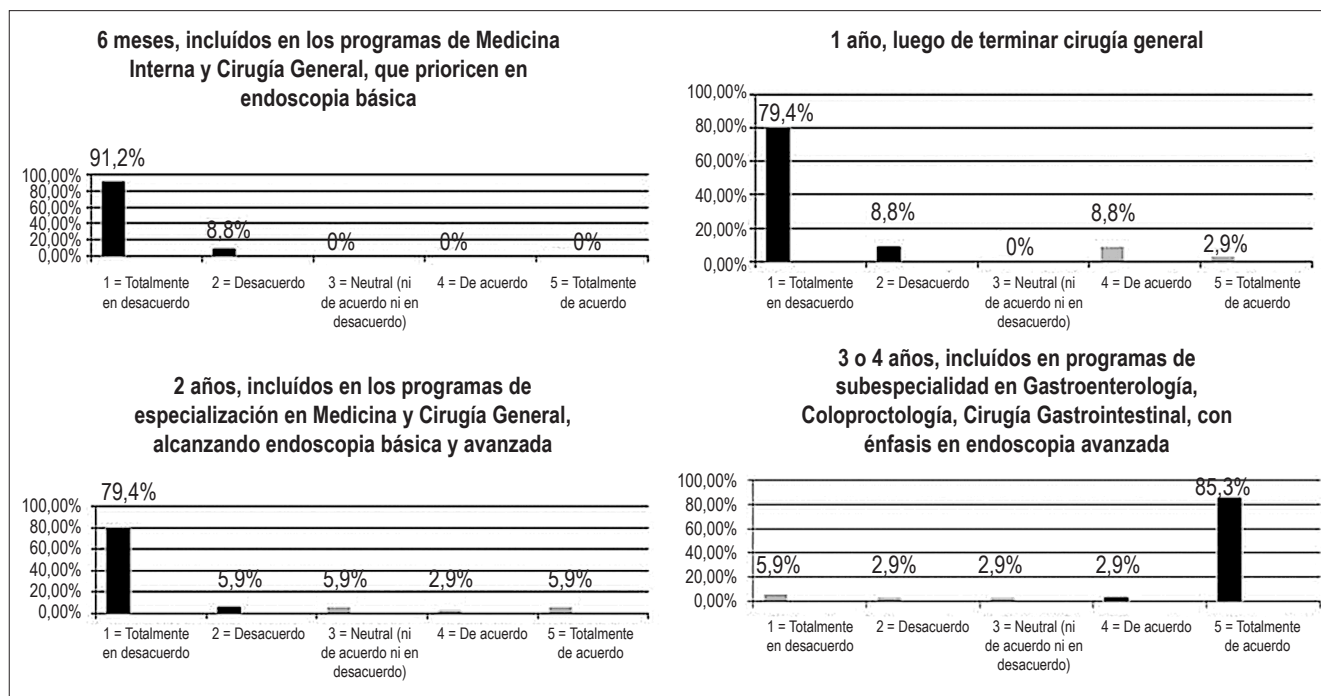 6 meses, incluídos en los programas de Medicina
Interna y Cirugía General, que prioricen en
endoscopia básica
91,2%
100,00%
80,00%
60,00%
40,00%
20,00%
0,00%
8,8%
0%
0%
0%
1 = Totalmente
en desacuerdo
2 = Desacuerdo
3 = Neutral (ni
de acuerdo ni en
desacuerdo)
4 = De acuerdo
5 = Totalmente
de acuerdo
1 año, luego de terminar cirugía general
100,00%
80,00%
60,00%
40,00%
20,00%
0,00%
79,4%
8,8%
0%
8,8%
2,9%
1 = Totalmente
en desacuerdo
2 = Desacuerdo
3 = Neutral (ni
de acuerdo ni en
desacuerdo)
4 = De acuerdo
5 = Totalmente
de acuerdo
2 años, incluídos en los programas de
especialización en Medicina y Cirugía General,
alcanzando endoscopia básica y avanzada
79,4%
100,00%
80,00%
60,00%
40,00%
20,00%
0,00%
5,9%
5,9%
2,9%
5,9%
1 = Totalmente
en desacuerdo
2 = Desacuerdo
3 = Neutral (ni
de acuerdo ni en
desacuerdo)
4 = De acuerdo
5 = Totalmente
de acuerdo
3 o 4 años, incluídos en programas de
subespecialidad en Gastroenterología,
Coloproctología, Cirugía Gastrointestinal, con
énfasis en endoscopia avanzada
100,00%
80,00%
60,00%
40,00%
20,00%
0,00%
5,9%
2,9%
2,9%
2,9%
85,3%
1 = Totalmente
en desacuerdo
2 = Desacuerdo
3 = Neutral (ni
de acuerdo ni en
desacuerdo)
4 = De acuerdo
5 = Totalmente
de acuerdo